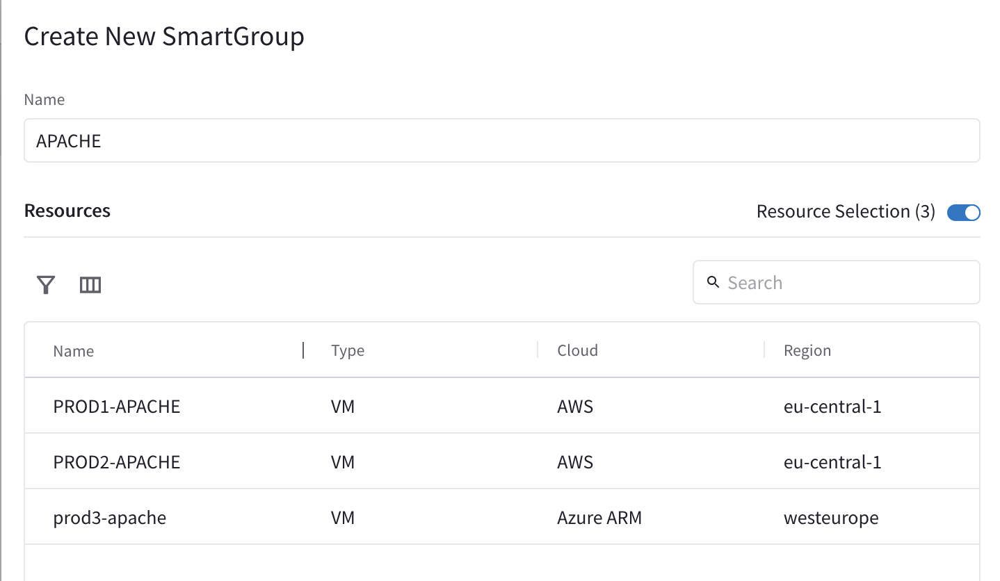 Create New SmartGroup
Name
APACHE
Resources Resource Selection (3)
Search
Name Type Cloud Region
PROD1-APACHE VM AWS eu-central-1
PROD2-APACHE VM AWS eu-central-1
prod3-apache VM Azure ARM westeurope